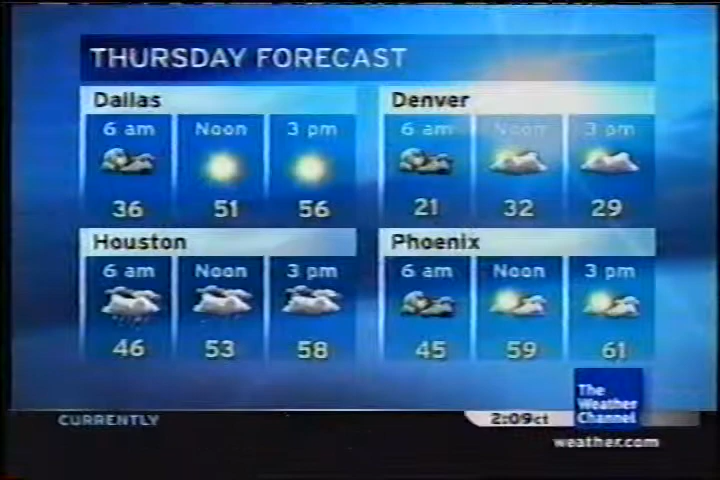 THURSDAY FORECAST
Dallas
6 am Noon 3 pm
36 51 56
Denver
6 am Noon 3 pm
21 32 29
Houston
6 am Noon 3 pm
46 53 58
Phoenix
6 am Noon 3 pm
45 59 61
The
Weather
Channel
CURRENTLY
2:09ct
weather.com